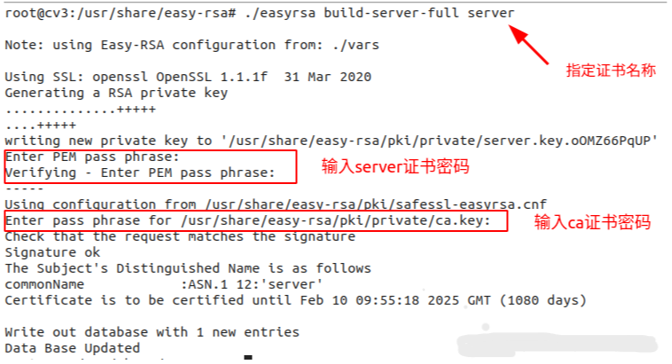 root@cv3:/usr/share/easy-rsa# ./easyrsa build-server-full server
Note: using Easy-RSA configuration from: ./vars
指定证书名称
Using SSL: openssl OpenSSL 1.1.1f  31 Mar 2020
Generating a RSA private key
..............+++++
....+++++
writing new private key to '/usr/share/easy-rsa/pki/private/server.key.oOMZ66PqUP'
Enter PEM pass phrase:
Verifying - Enter PEM pass phrase:
输入server证书密码
-----
Using configuration from /usr/share/easy-rsa/pki/safessl-easyrsa.cnf
Enter pass phrase for /usr/share/easy-rsa/pki/private/ca.key:
输入ca证书密码
Check that the request matches the signature
Signature ok
The Subject's Distinguished Name is as follows
commonName            :ASN.1 12:'server'
Certificate is to be certified until Feb 10 09:55:18 2025 GMT (1080 days)
Write out database with 1 new entries
Data Base Updated